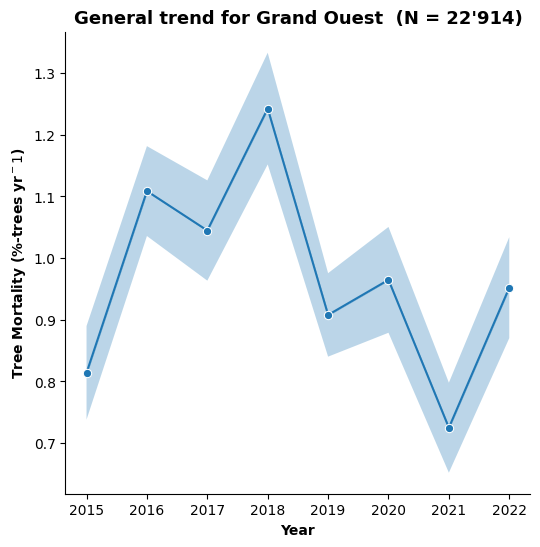 General trend for Grand Ouest (N = 22'914)
Tree Mortality (%-trees yr⁻1)
1.3
1.2
1.1
1.0
0.9
0.8
0.7
2015 2016 2017 2018 2019 2020 2021 2022
Year